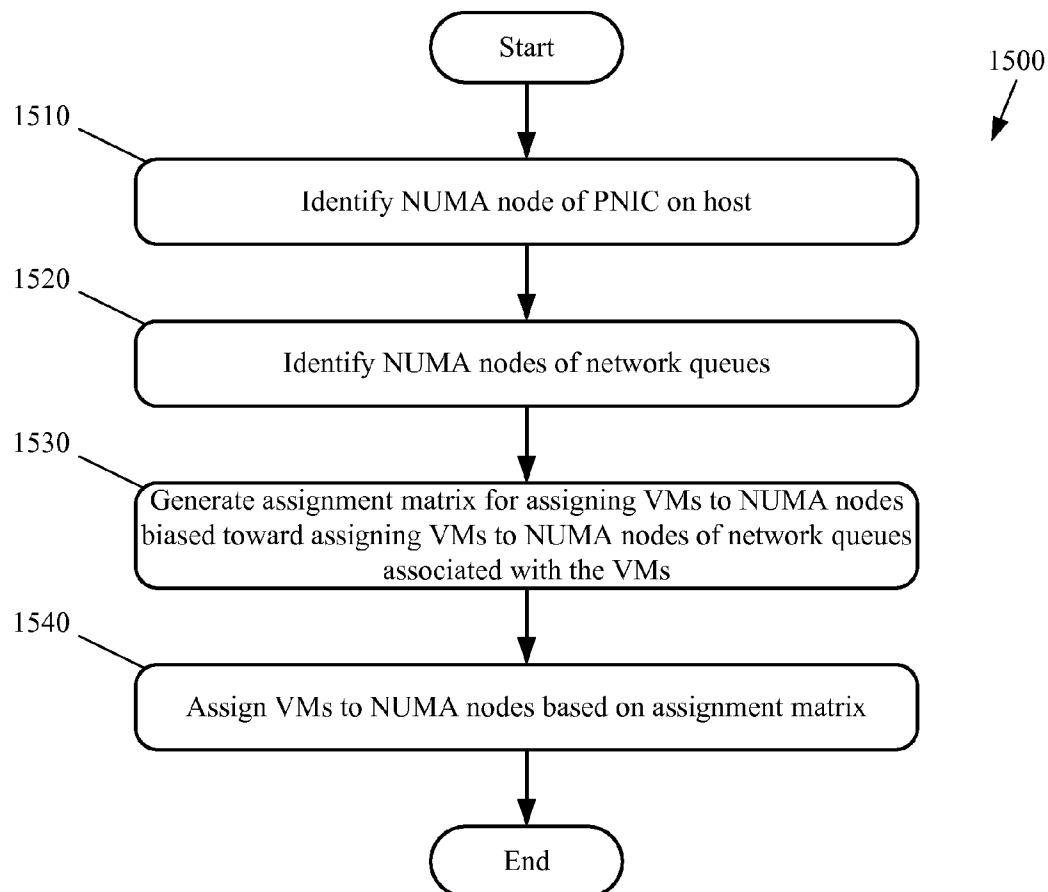 Start
1500
1510
Identify NUMA node of PNIC on host
1520
Identify NUMA nodes of network queues
1530
Generate assignment matrix for assigning VMs to NUMA nodes
biased toward assigning VMs to NUMA nodes of network queues
associated with the VMs
1540
Assign VMs to NUMA nodes based on assignment matrix
End